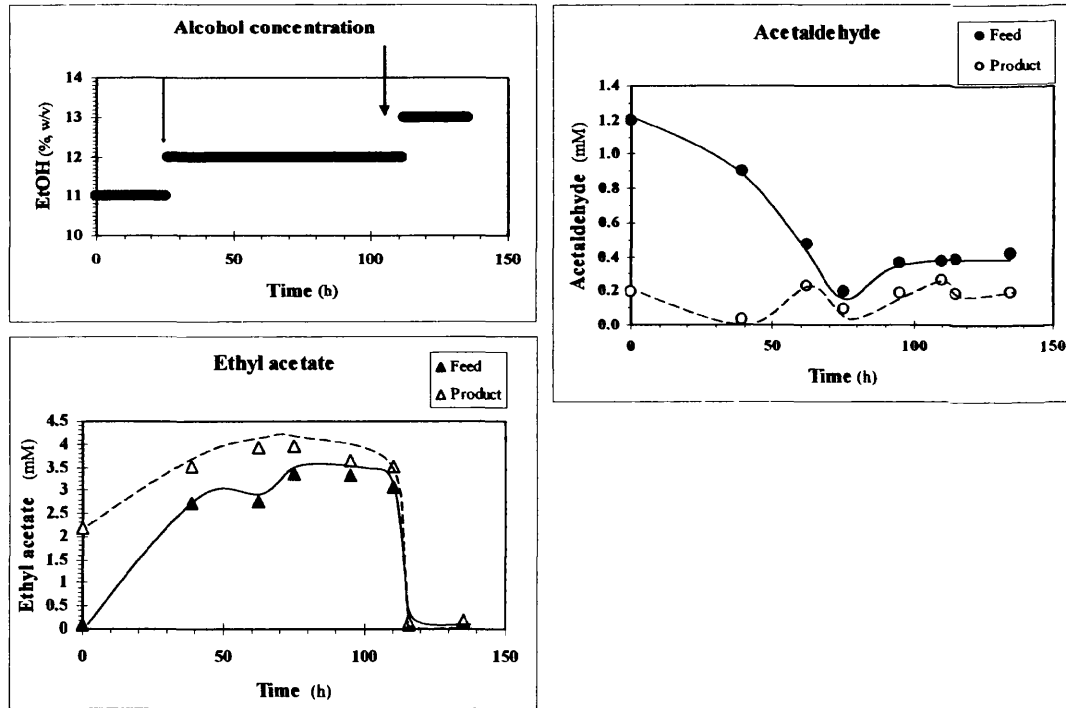 Alcohol concentration
EtOH (%, w/v)
14
13
12
11
10
0
50
100
150
Time (h)
Acetaldehyde
Feed
Product
Acetaldehyde (mM)
1.4
1.2
1.0
0.8
0.6
0.4
0.2
0.0
0
50
100
150
Time (h)
Ethyl acetate
Feed
Product
Ethyl acetate (mM)
4.5
4
3.5
3
2.5
2
1.5
1
0.5
0
0
50
100
150
Time (h)